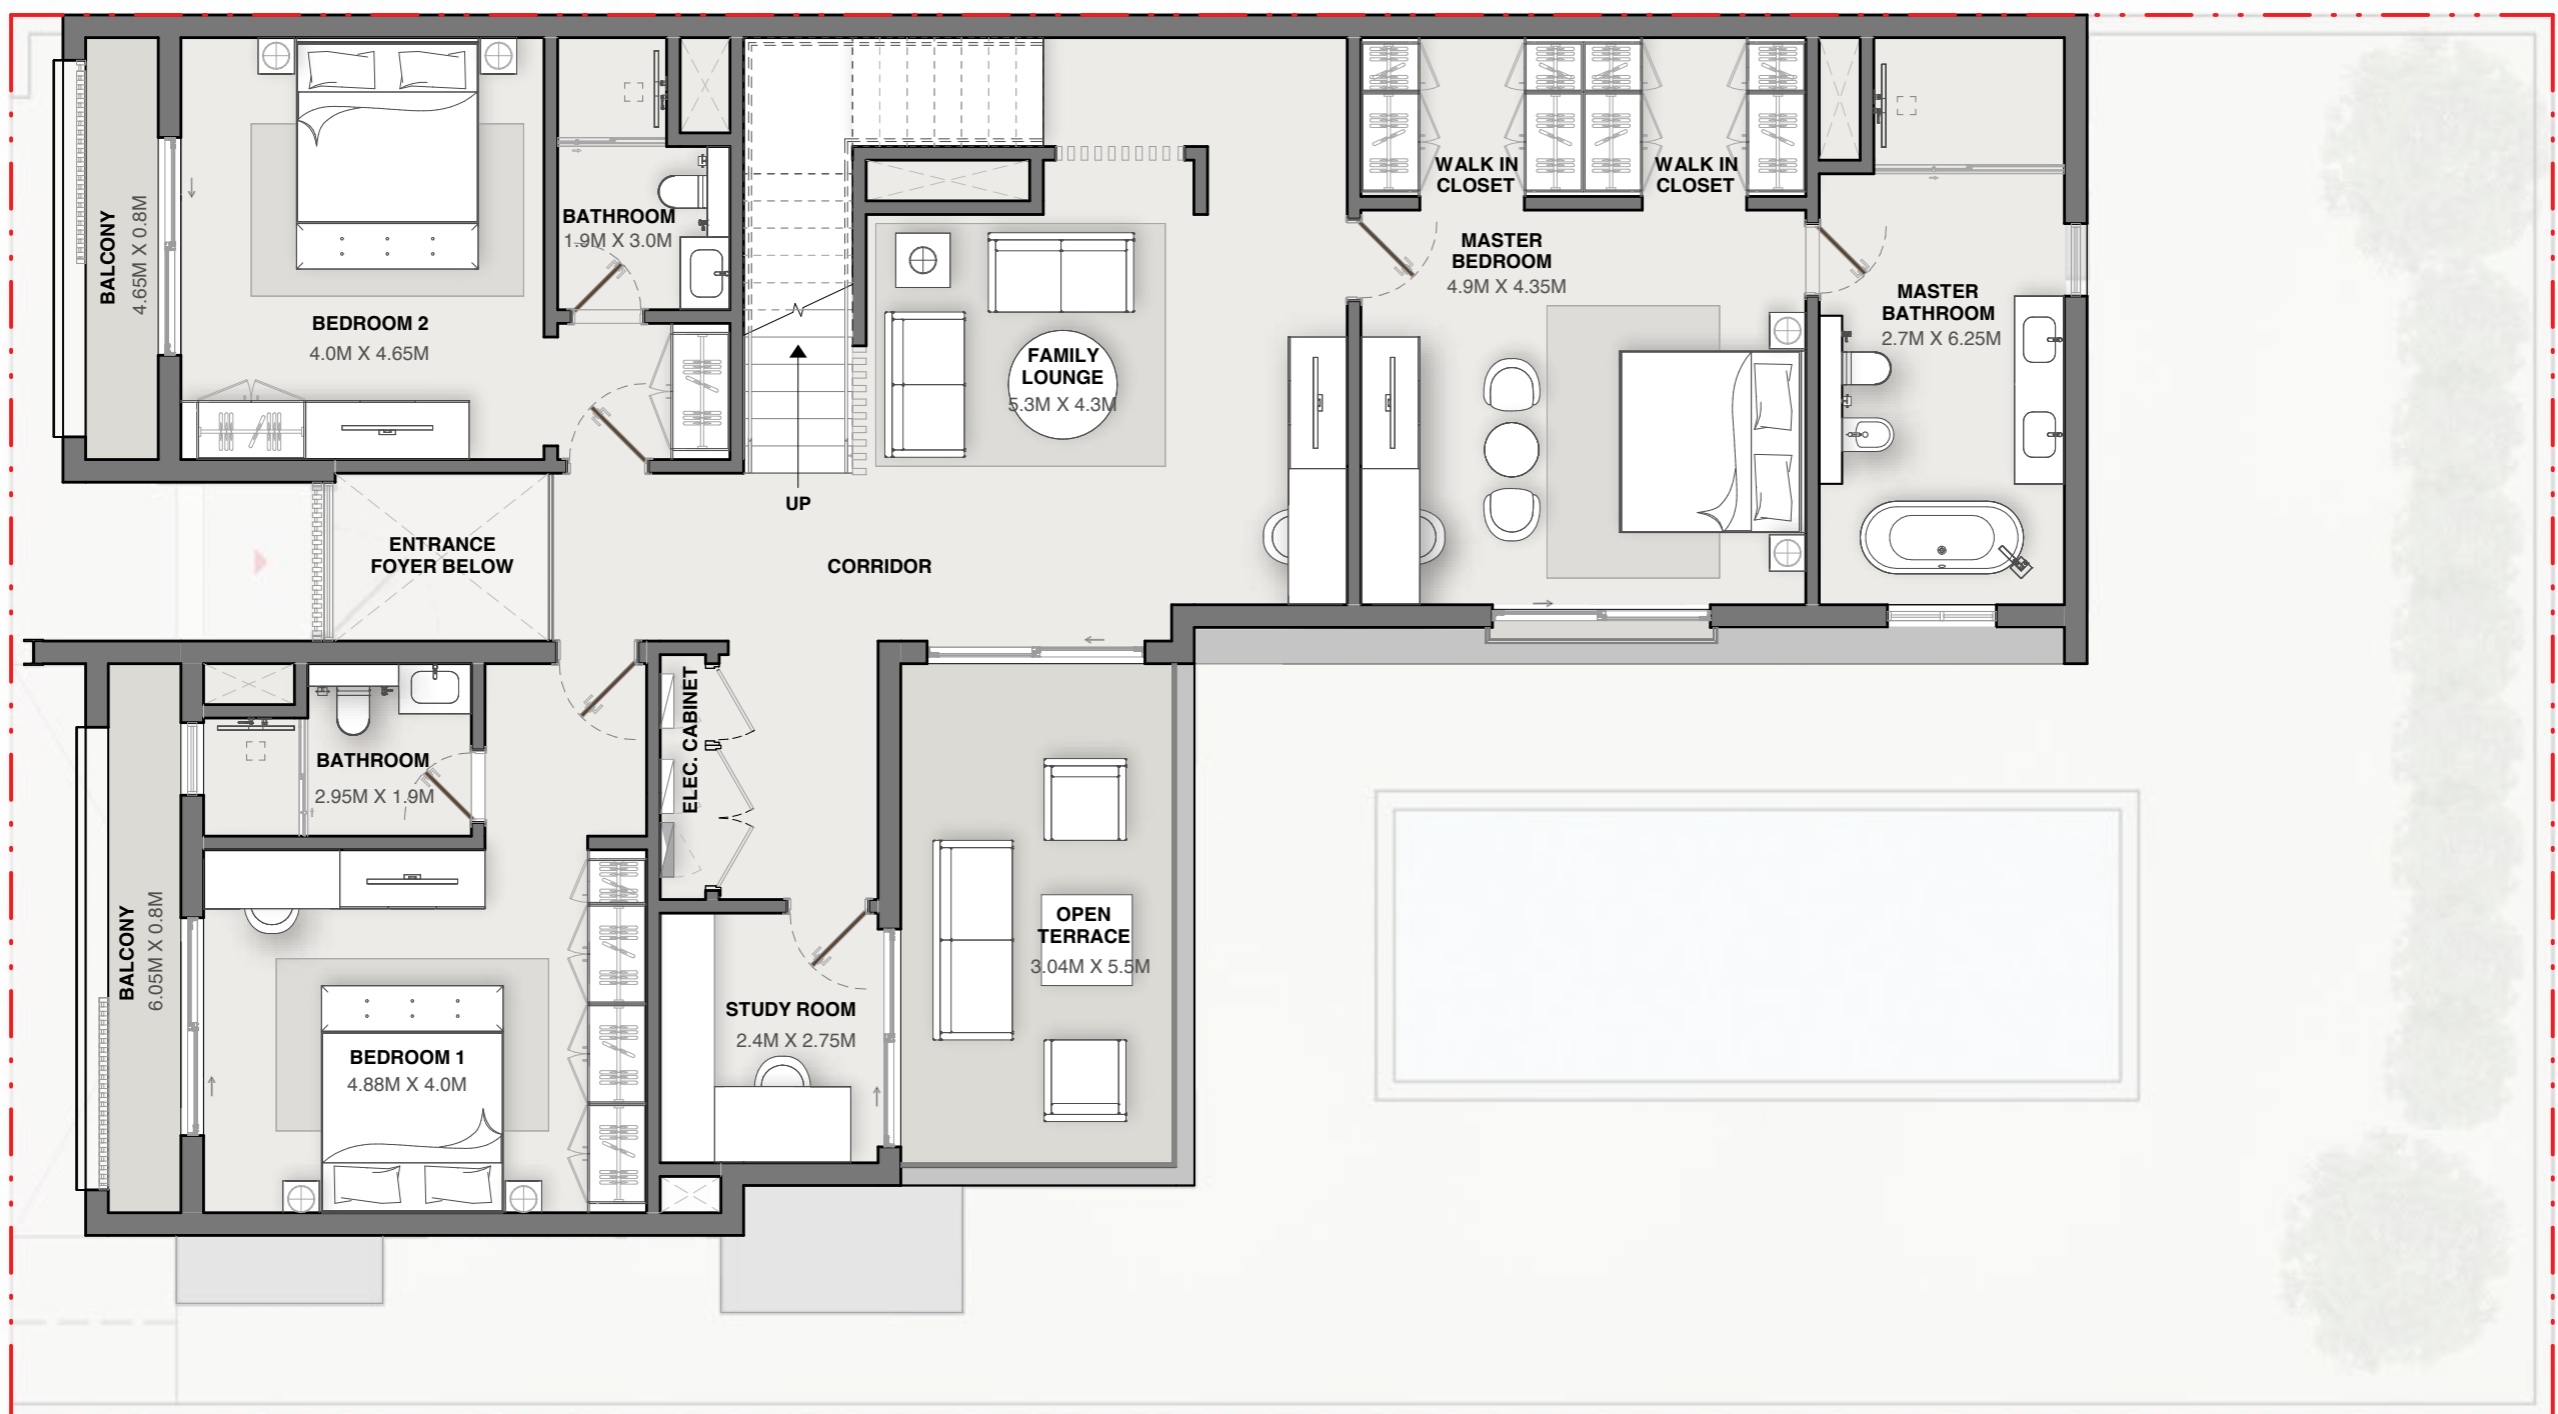 BALCONY
4.65M X 0.8M
BEDROOM 2
4.0M X 4.65M
BATHROOM
1.9M X 3.0M
UP
ENTRANCE
FOYER BELOW
CORRIDOR
FAMILY
LOUNGE
5.3M X 4.3M
WALK IN
CLOSET
WALK IN
CLOSET
MASTER
BEDROOM
4.9M X 4.35M
MASTER
BATHROOM
2.7M X 6.25M
BATHROOM
2.95M X 1.9M
ELEC. CABINET
BALCONY
6.05M X 0.8M
BEDROOM 1
4.88M X 4.0M
STUDY ROOM
2.4M X 2.75M
OPEN
TERRACE
3.04M X 5.5M